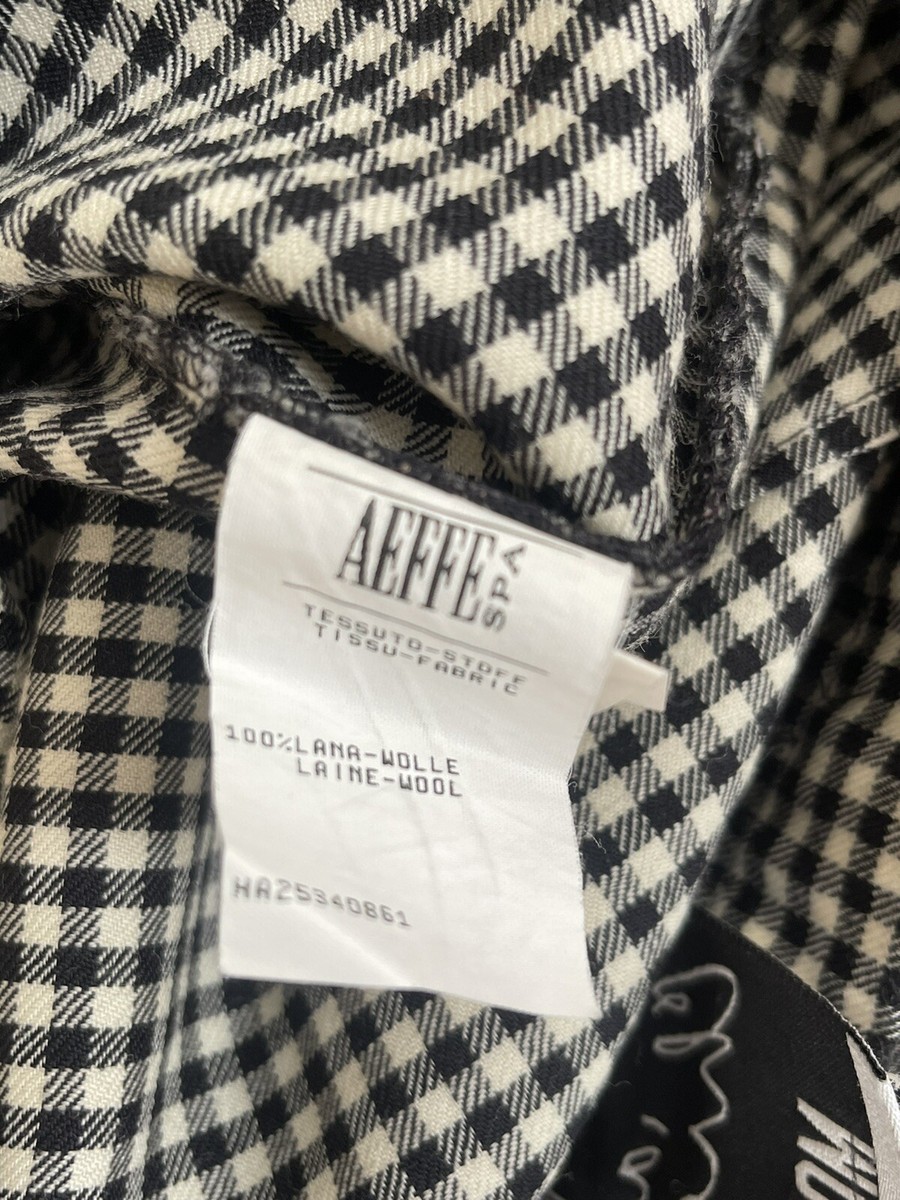 AEFFE SPA
TESSUTO-STOFF
TISSU-FABRIC
100%LANA-WOLLE
LAINE-WOOL
HA25340861